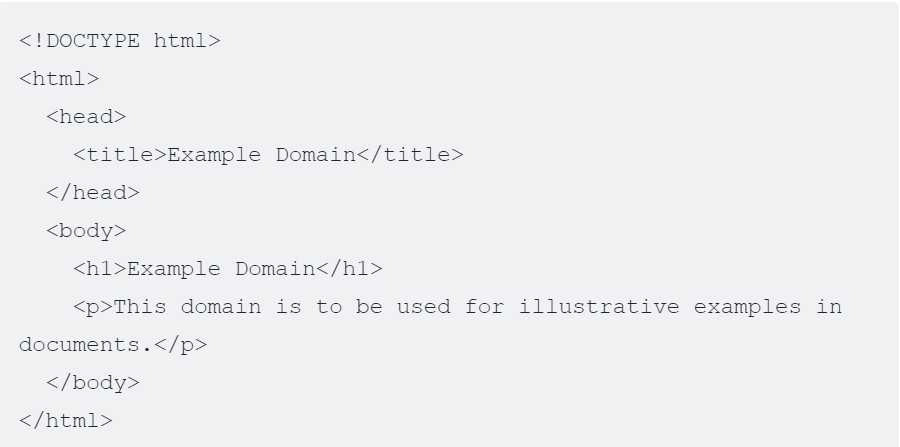 <!DOCTYPE html>
<html>
  <head>
    <title>Example Domain</title>
  </head>
  <body>
    <h1>Example Domain</h1>
    <p>This domain is to be used for illustrative examples in
documents.</p>
  </body>
</html>